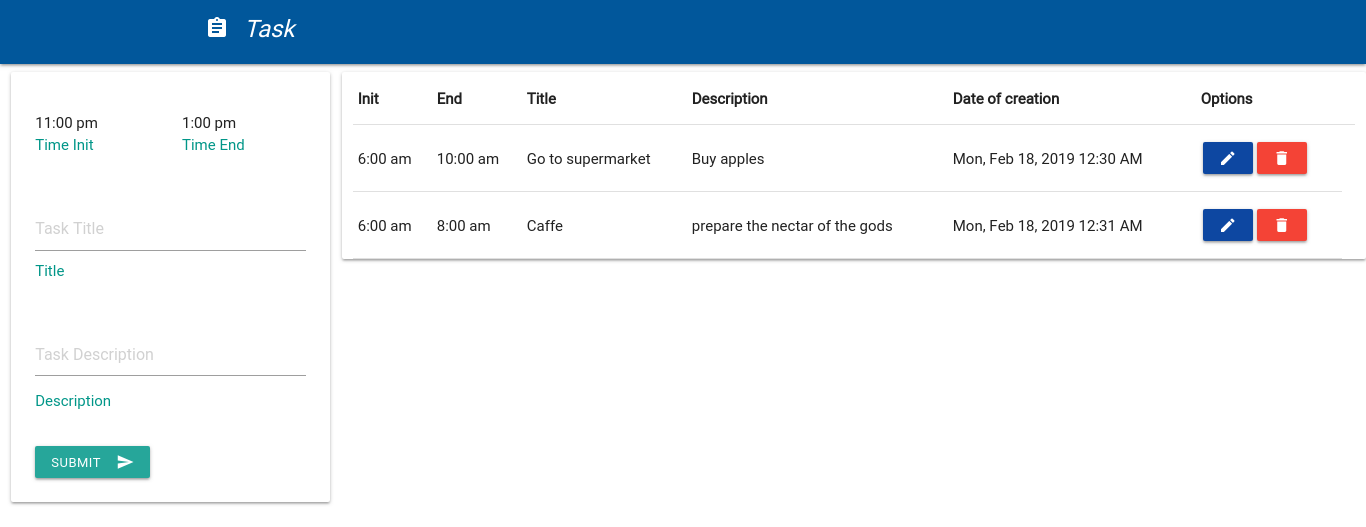 Task
11:00 pm 1:00 pm
Time Init Time End
Task Title
Title
Task Description
Description
SUBMIT
Init End Title Description Date of creation Options
6:00 am 10:00 am Go to supermarket Buy apples Mon, Feb 18, 2019 12:30 AM
6:00 am 8:00 am Caffe prepare the nectar of the gods Mon, Feb 18, 2019 12:31 AM